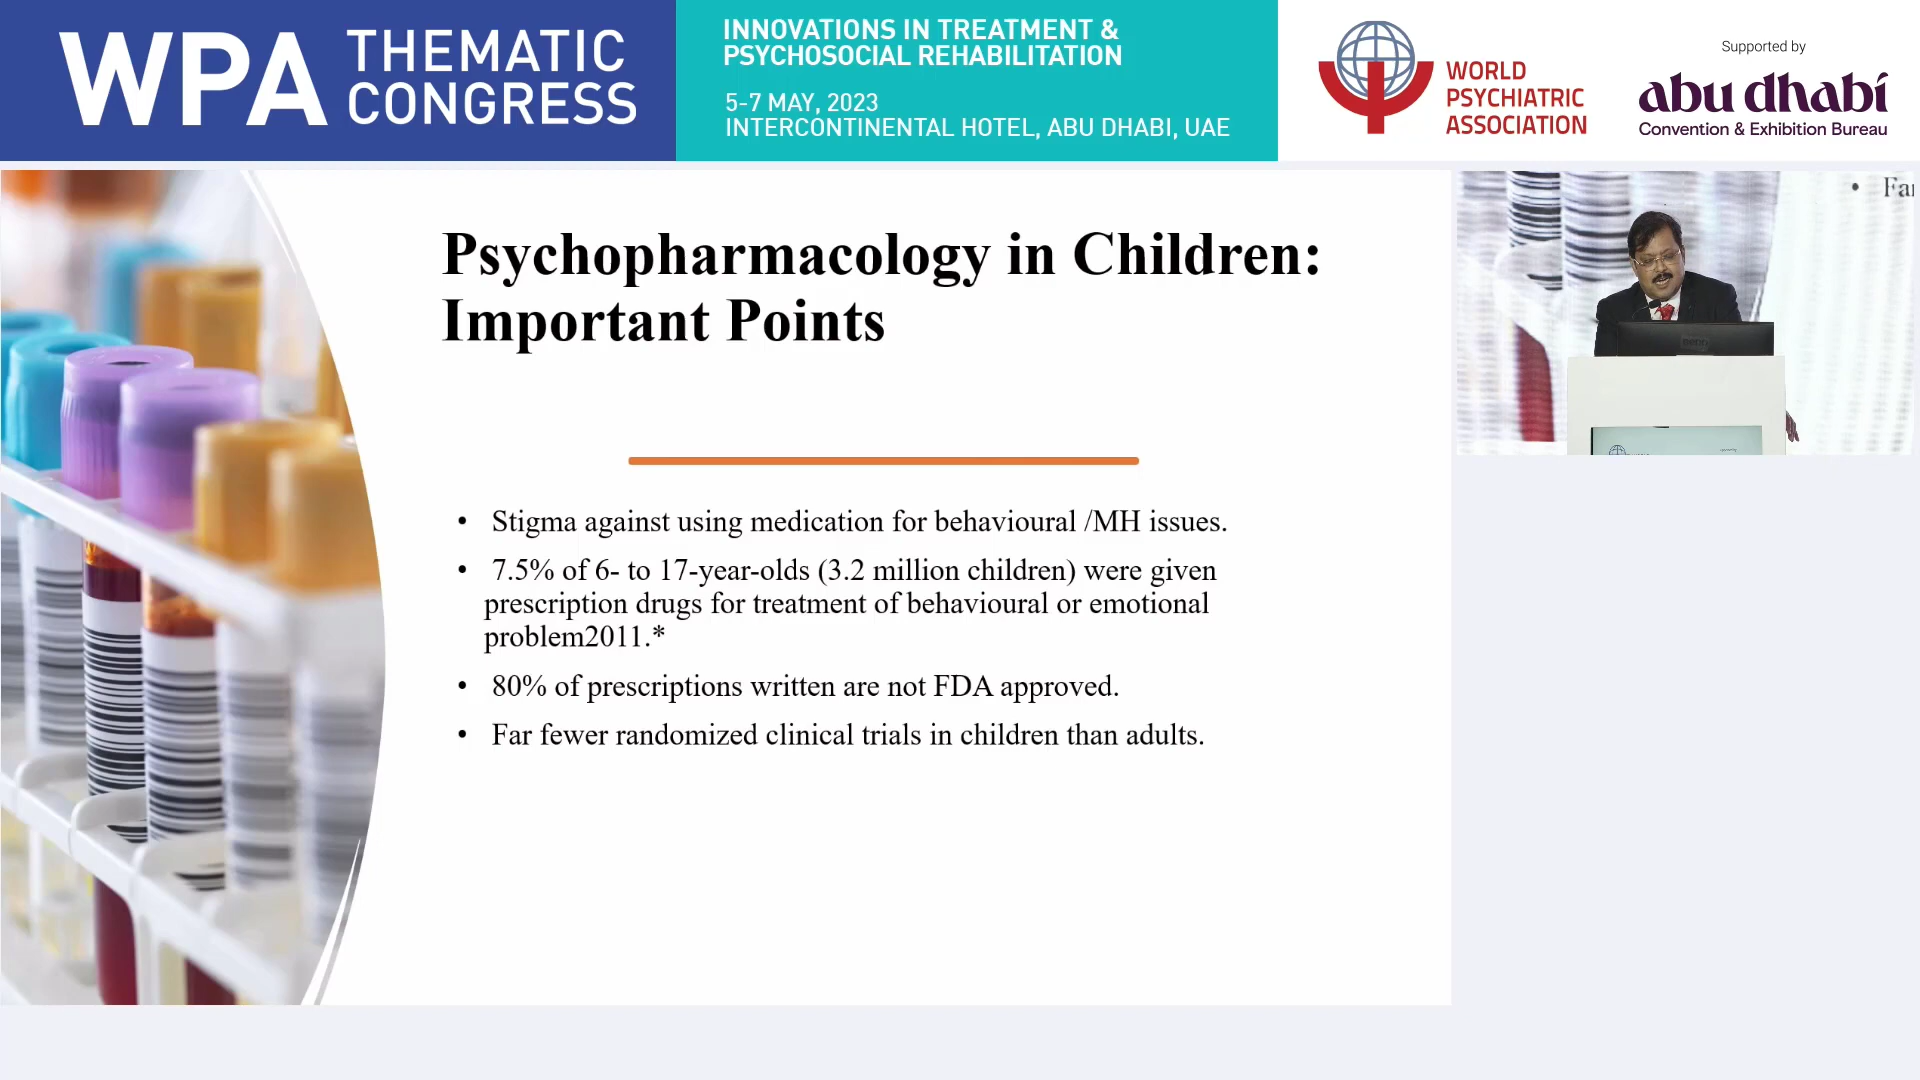 WPA THEMATIC
CONGRESS
INNOVATIONS IN TREATMENT &
PSYCHOSOCIAL REHABILITATION
5-7 MAY, 2023
INTERCONTINENTAL HOTEL, ABU DHABI, UAE
WORLD
PSYCHIATRIC
ASSOCIATION
Supported by
abu dhabi
Convention & Exhibition Bureau
Psychopharmacology in Children:
Important Points
• Stigma against using medication for behavioural /MH issues.
• 7.5% of 6- to 17-year-olds (3.2 million children) were given
prescription drugs for treatment of behavioural or emotional
problem2011.*
• 80% of prescriptions written are not FDA approved.
• Far fewer randomized clinical trials in children than adults.